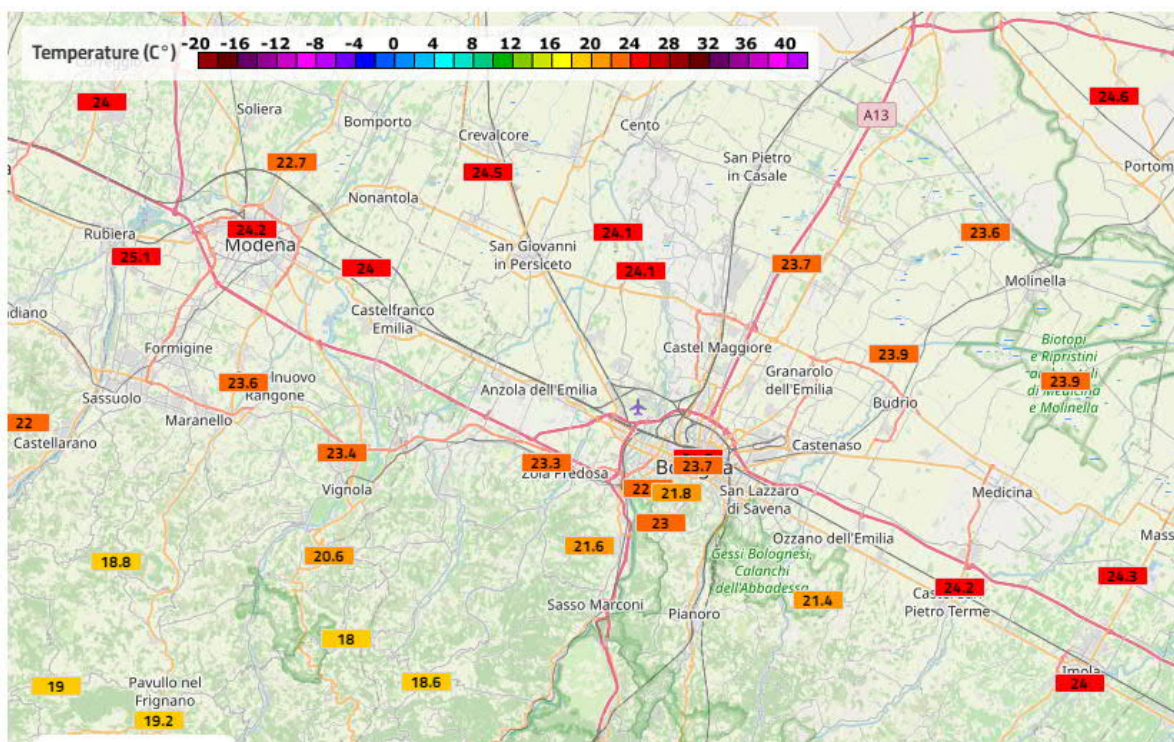 Temperature (C°)
-20 -16 -12 -8 -4 0 4 8 12 16 20 24 28 32 36 40
24
24.6
Soliera
Bomporto
Crevalcore
Cento
A13
San Pietro
in Casale
Portom
22.7
24.5
Nonantola
Rubiera
24.2
Modena
25.1
24
24.1
24.1
San Giovanni
in Persiceto
23.6
23.7
Molinella
ndiano
Castelfranco
Emilia
Formigine
Castel Maggiore
23.9
Biotopi
e Ripristini
di Medicina
e Molinella
23.9
Granarolo
dell'Emilia
Anzola dell'Emilia
Budrio
23.6
lnuovo
Rangone
Sassuolo
Maranello
22
Castellarano
23.4
Vignola
23.3
Zola Predosa
23.7
Castenaso
22
21.8
San Lazzaro
di Savena
Medicina
23
Ozzano dell'Emilia
Mass
18.8
20.6
21.6
Gessi Bolognesi,
Calanchi
dell'Abbadessa
21.4
24.2
24.3
Pietro Terme
Sasso Marconi
Pianoro
18
Imola
24
19
Pavullo nel
Frignano
18.6
19.2